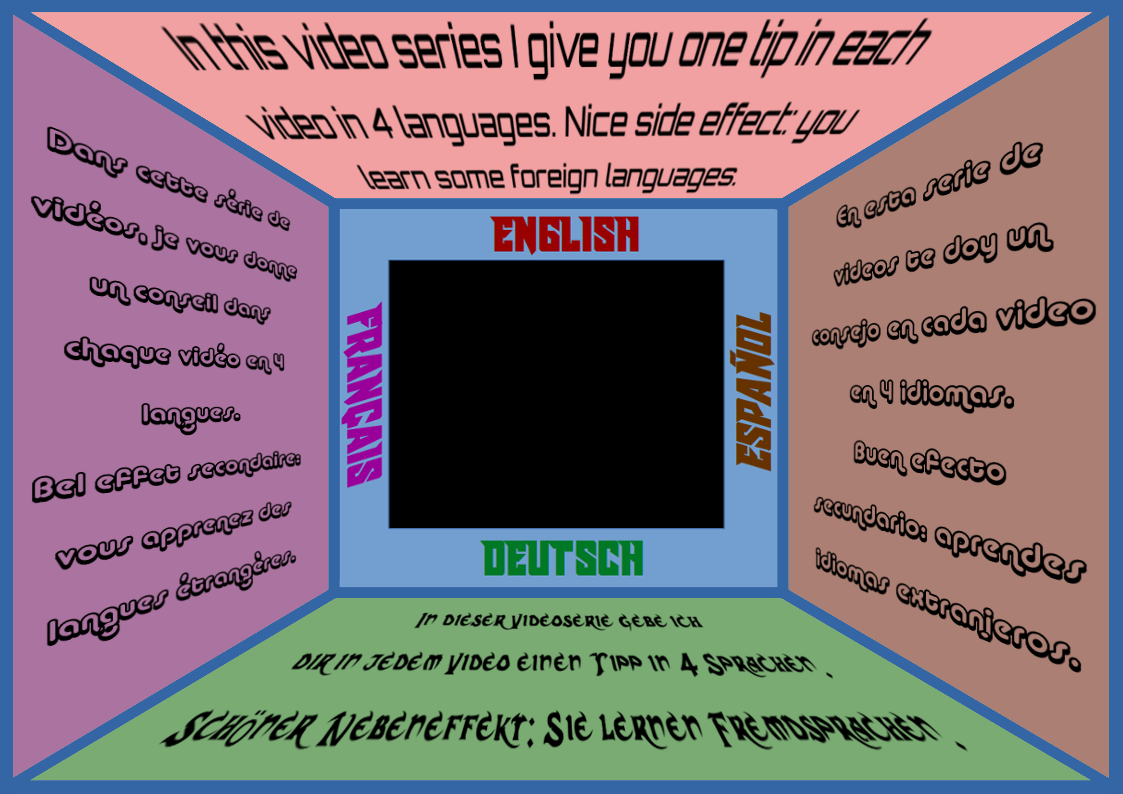 In this video series I give you one tip in each
video in 4 languages. Nice side effect: you
learn some foreign languages.
Dans cette série de
vidéos, je vous donne
un conseil dans
chaque vidéo en 4
langues.
Bel effet secondaire:
vous apprenez des
langues étrangères.
ENGLISH
FRANÇAIS
ESPAÑOL
DEUTSCH
En esta serie de
videos te doy un
consejo en cada video
en 4 idiomas.
Buen efecto
secundario: aprendes
idiomas extranjeros.
In dieser Videoserie gebe ich
dir in jedem Video einen Tipp in 4 Sprachen.
Schöner Nebeneffekt: Sie lernen Fremdsprachen.